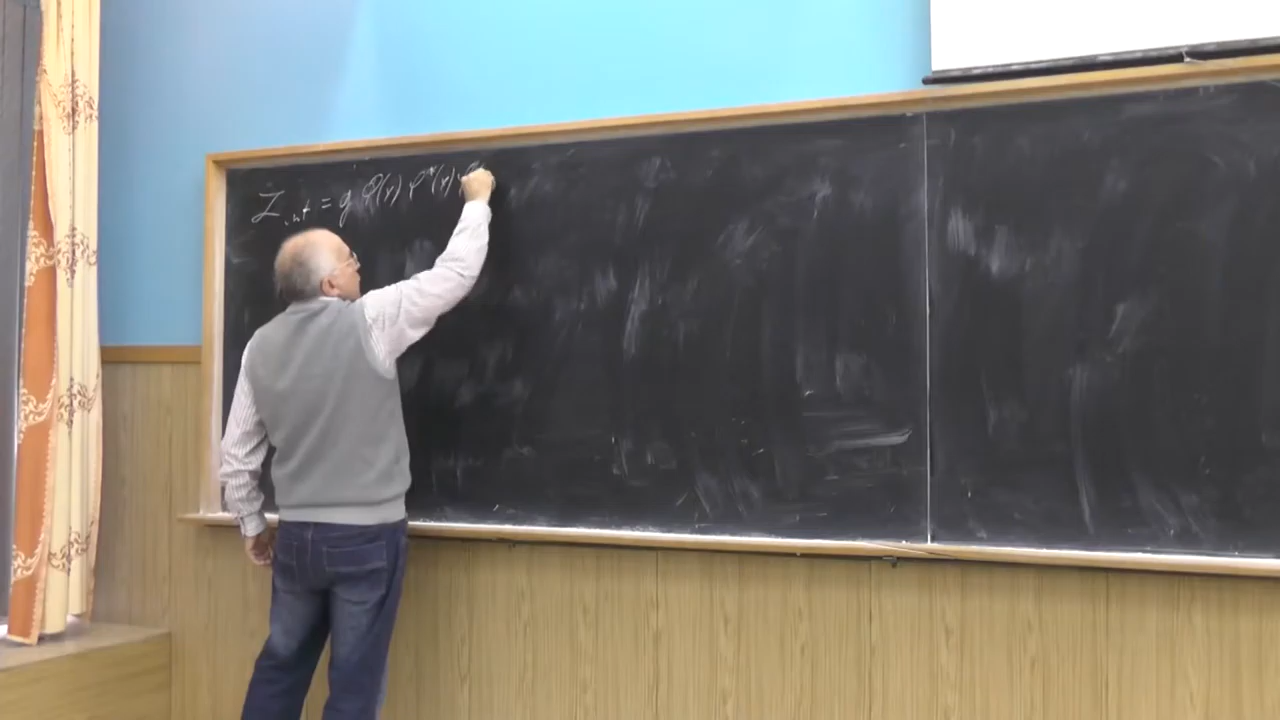 ℒ_int = g φ(x) φ*(x) φ